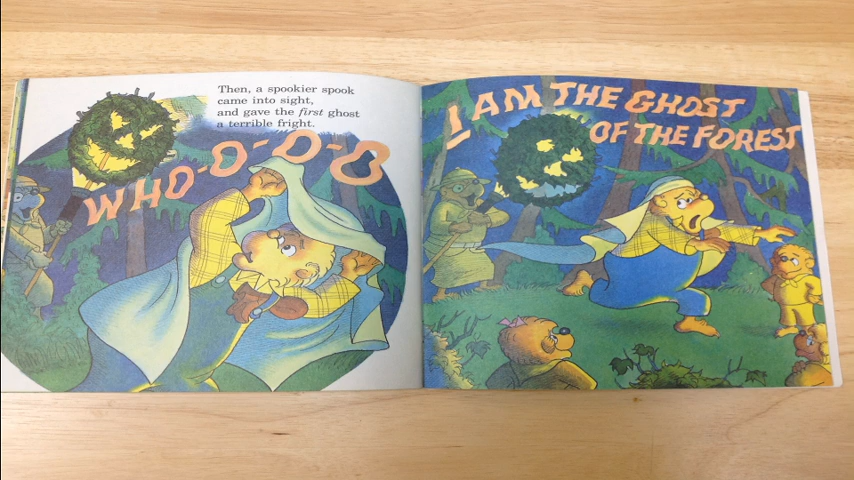 Then, a spookier spook
came into sight,
and gave the first ghost
a terrible fright.
WHO-O-O-O
I AM THE GHOST
OF THE FOREST